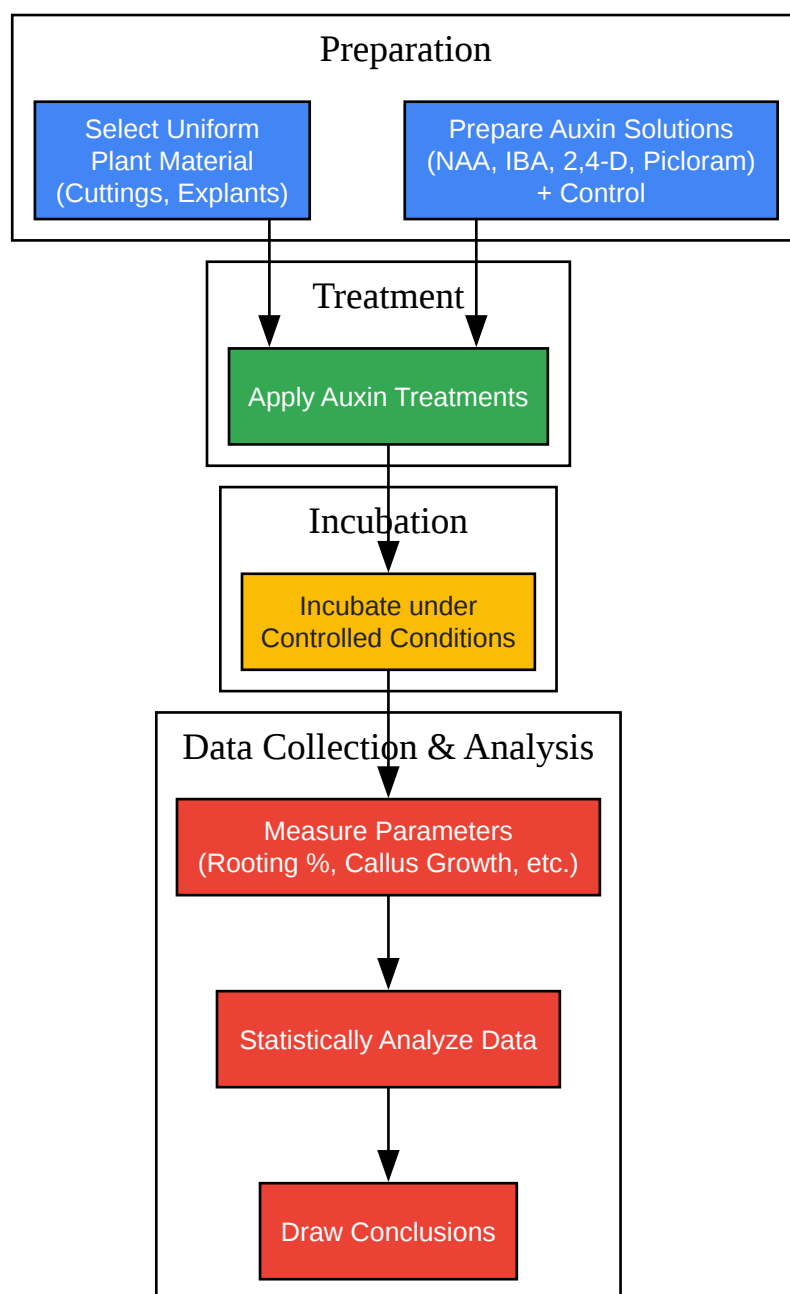 Preparation
Select Uniform
Plant Material
(Cuttings, Explants)
Prepare Auxin Solutions
(NAA, IBA, 2,4-D, Picloram)
+ Control
Treatment
Apply Auxin Treatments
Incubation
Incubate under
Controlled Conditions
Data Collection & Analysis
Measure Parameters
(Rooting %, Callus Growth, etc.)
Statistically Analyze Data
Draw Conclusions